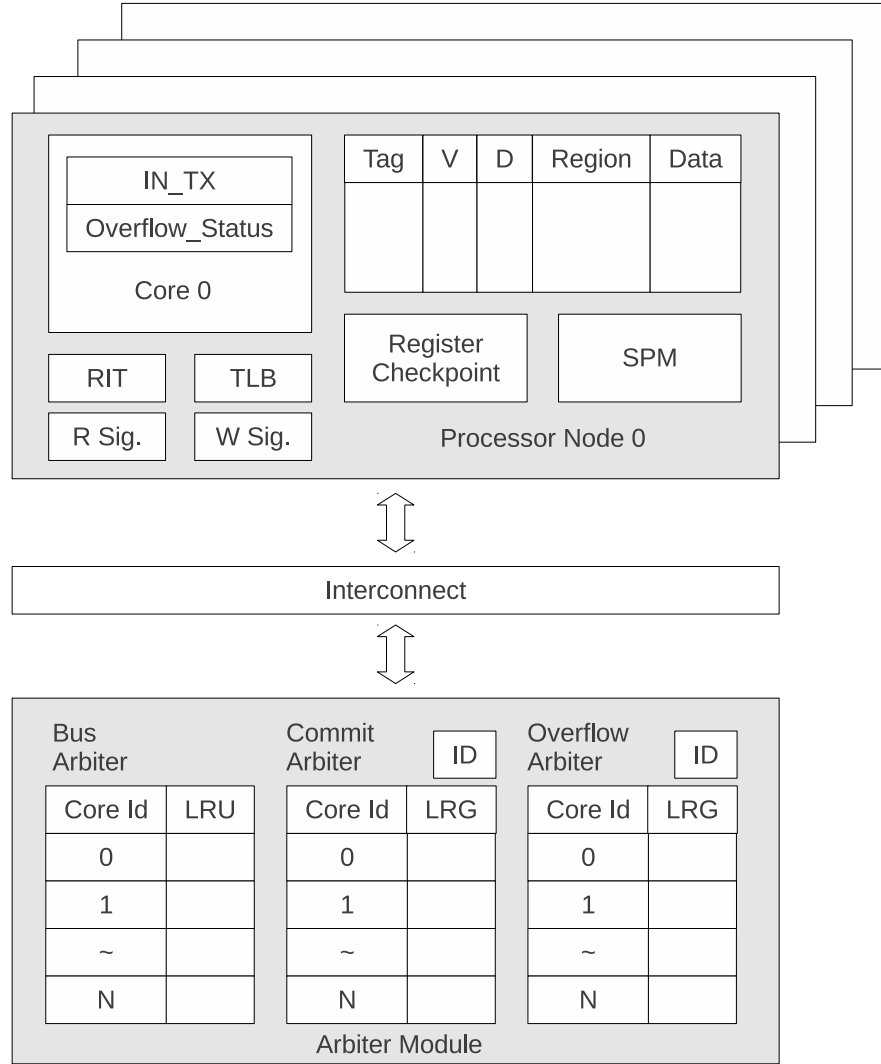 Tag V D Region Data
IN_TX
Overflow_Status
Core 0
Register
Checkpoint
SPM
RIT TLB
R Sig. W Sig.
Processor Node 0
Interconnect
Bus
Arbiter
Commit
Arbiter
ID
Overflow
Arbiter
ID
Core Id LRU Core Id LRG Core Id LRG
0 0 0
1 1 1
~ ~ ~
N N N
Arbiter Module